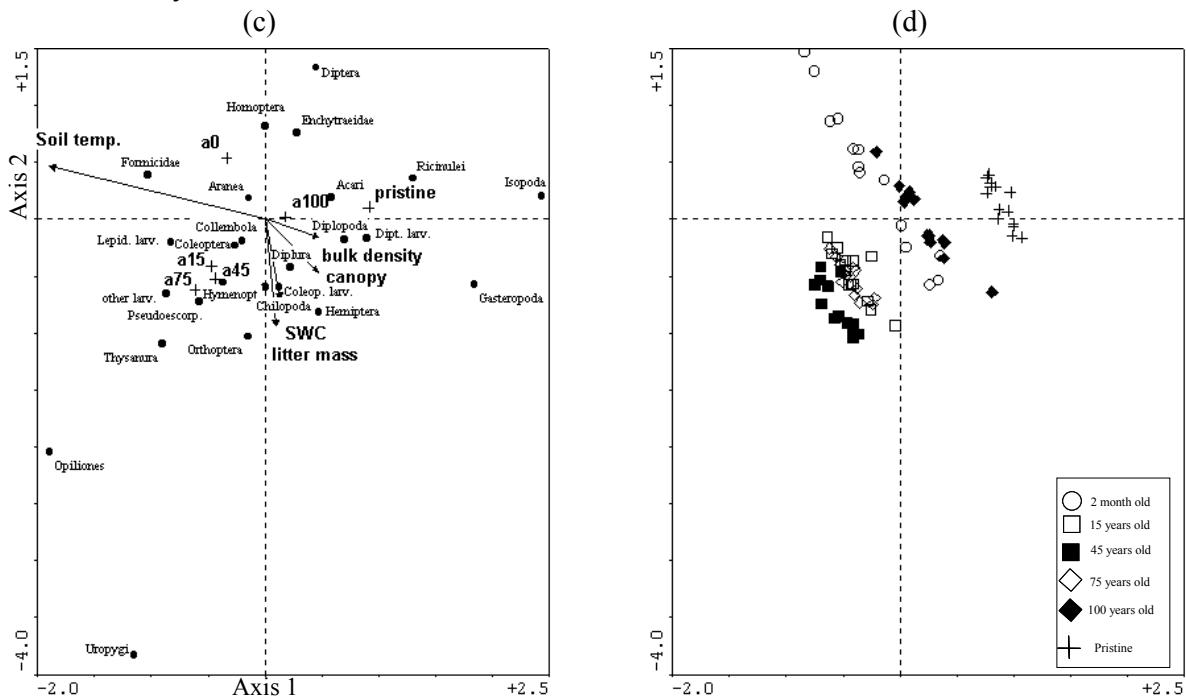 (c)
(d)
+1.5
Axis 2
-4.0
-2.0
Axis 1
+2.5
Diptera
Homoptera
Enchytraeidae
Soil temp.
a0
Formicidae
Ricinulei
Aranea
Acari
pristine
Isopoda
a100
Collembola
Diplopoda
Dipt. larv.
Lepid. larv.
Coleoptera
bulk density
a15
a45
Diplura
canopy
a75
other larv.
Hymenopt
Coleop. larv.
Gasteropoda
Chilopoda
Pseudoescorp.
Hemiptera
SWC
Orthoptera
litter mass
Thysanura
Opiliones
Uropygi
+1.5
-4.0
-2.0
+2.5
2 month old
15 years old
45 years old
75 years old
100 years old
Pristine